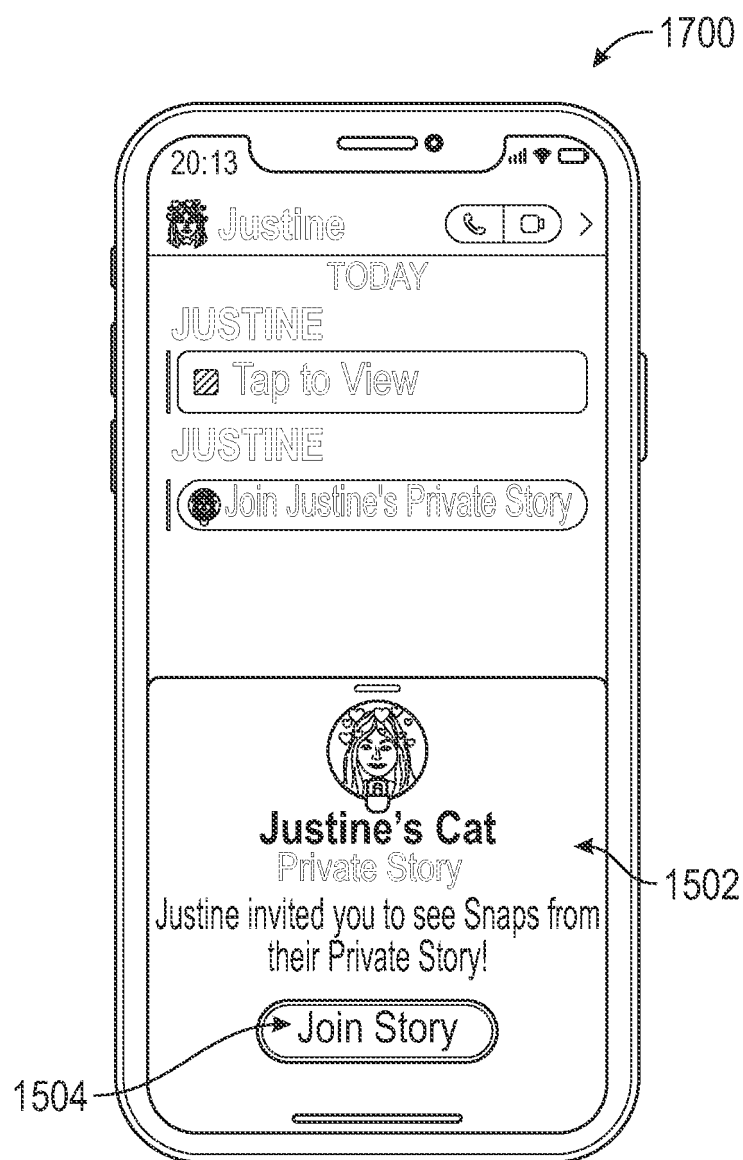 1700
20:13
Justine
TODAY
JUSTINE
Tap to View
JUSTINE
Join Justine's Private Story
Justine's Cat
Private Story
1502
Justine invited you to see Snaps from
their Private Story!
Join Story
1504